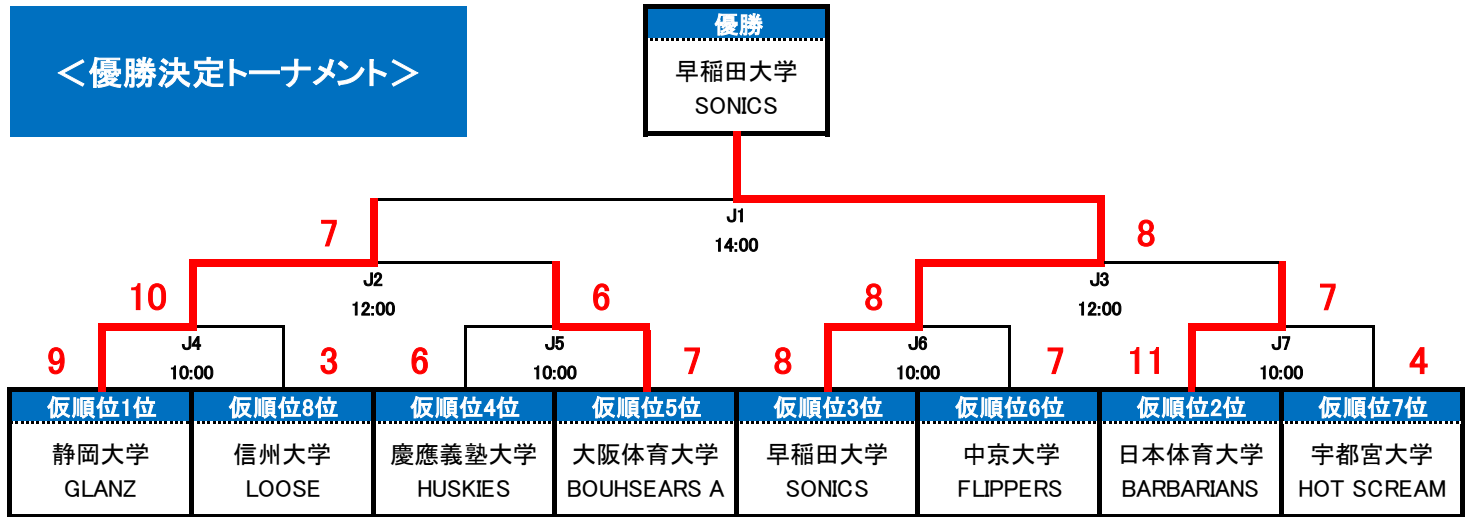 ＜優勝決定トーナメント＞
優勝
早稲田大学
SONICS
J1
14:00
7
8
J2
12:00
J3
12:00
10
6
8
7
J4
10:00
J5
10:00
J6
10:00
J7
10:00
9
3
6
7
8
7
11
4
仮順位1位
仮順位8位
仮順位4位
仮順位5位
仮順位3位
仮順位6位
仮順位2位
仮順位7位
静岡大学
信州大学
慶應義塾大学
大阪体育大学
早稲田大学
中京大学
日本体育大学
宇都宮大学
GLANZ
LOOSE
HUSKIES
BOUHSEARS A
SONICS
FLIPPERS
BARBARIANS
HOT SCREAM